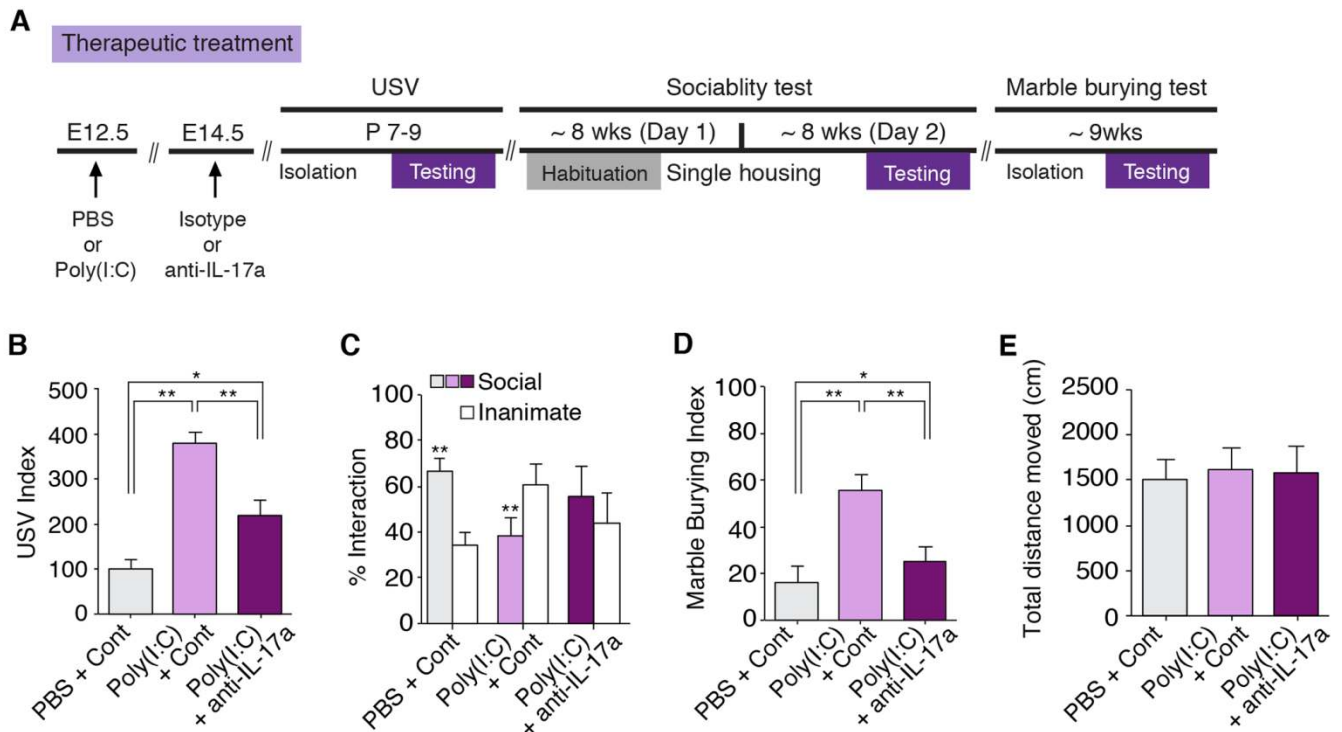 A
Therapeutic treatment
USV
Sociablity test
Marble burying test
E12.5
//
E14.5
//
P 7-9
//
~ 8 wks (Day 1)
~ 8 wks (Day 2)
//
~ 9wks
Isolation
Testing
Habituation
Single housing
Testing
Isolation
Testing
PBS
or
Poly(I:C)
Isotype
or
anti-IL-17a
B
USV Index
500
400
300
200
100
0
*
**
**
PBS + Cont
Poly(I:C)
+ Cont
Poly(I:C)
+ anti-IL-17a
C
% Interaction
100
80
60
40
20
0
Social
Inanimate
**
**
PBS + Cont
Poly(I:C)
+ Cont
Poly(I:C)
+ anti-IL-17a
D
Marble Burying Index
100
80
60
40
20
0
*
**
**
PBS + Cont
Poly(I:C)
+ Cont
Poly(I:C)
+ anti-IL-17a
E
Total distance moved (cm)
2500
2000
1500
1000
500
0
PBS + Cont
Poly(I:C)
+ Cont
Poly(I:C)
+ anti-IL-17a